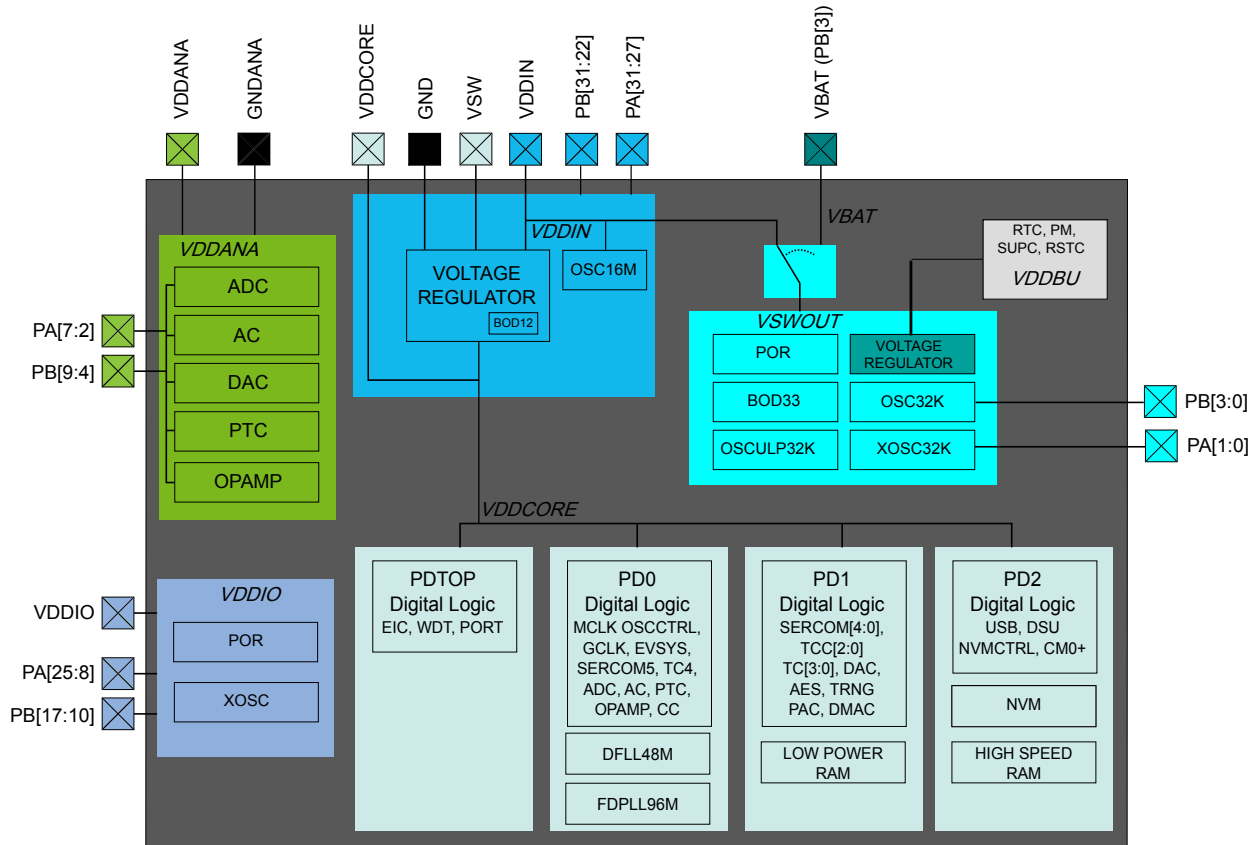 VDDANA
GNDANA
VDDCORE
GND
VSW
VDDIN
PB[31:22]
PA[31:27]
VBAT (PB[3])
VDDANA
ADC
AC
DAC
PTC
OPAMP
PA[7:2]
PB[9:4]
VDDIN
VOLTAGE
REGULATOR
BOD12
OSC16M
VBAT
RTC, PM,
SUPC, RSTC
VDDBU
VSWOUT
POR
VOLTAGE
REGULATOR
BOD33
OSC32K
OSCULP32K
XOSC32K
PB[3:0]
PA[1:0]
VDDCORE
VDDIO
VDDIO
POR
XOSC
PA[25:8]
PB[17:10]
PDTOP
Digital Logic
EIC, WDT, PORT
PD0
Digital Logic
MCLK OSCCTRL,
GCLK, EVSYS,
SERCOM5, TC4,
ADC, AC, PTC,
OPAMP, CC
DFLL48M
FDPLL96M
PD1
Digital Logic
SERCOM[4:0],
TCC[2:0]
TC[3:0], DAC,
AES, TRNG
PAC, DMAC
LOW POWER
RAM
PD2
Digital Logic
USB, DSU
NVMCTRL, CM0+
NVM
HIGH SPEED
RAM